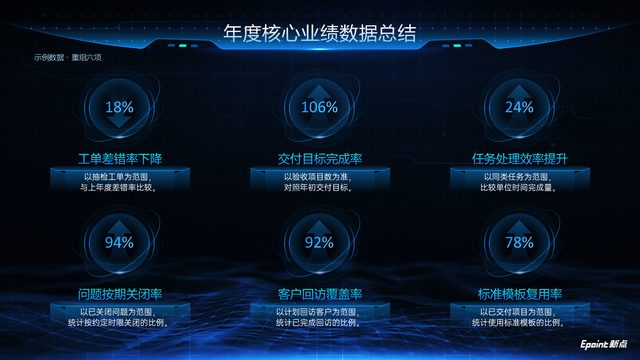 年度核心业绩数据总结
示例数据 · 重组六项
18%
106%
24%
工单差错率下降
交付目标完成率
任务处理效率提升
以抽检工单为范围，
与上年度差错率比较。
以验收项目数为准，
对照年初交付目标。
以同类任务为范围，
比较单位时间完成量。
94%
92%
78%
问题按期关闭率
客户回访覆盖率
标准模板复用率
以已关闭问题为范围，
统计按约定时限关闭的比例。
以计划回访客户为范围，
统计已完成回访的比例。
以已交付项目为范围，
统计使用标准模板的比例。
Epoint 新点